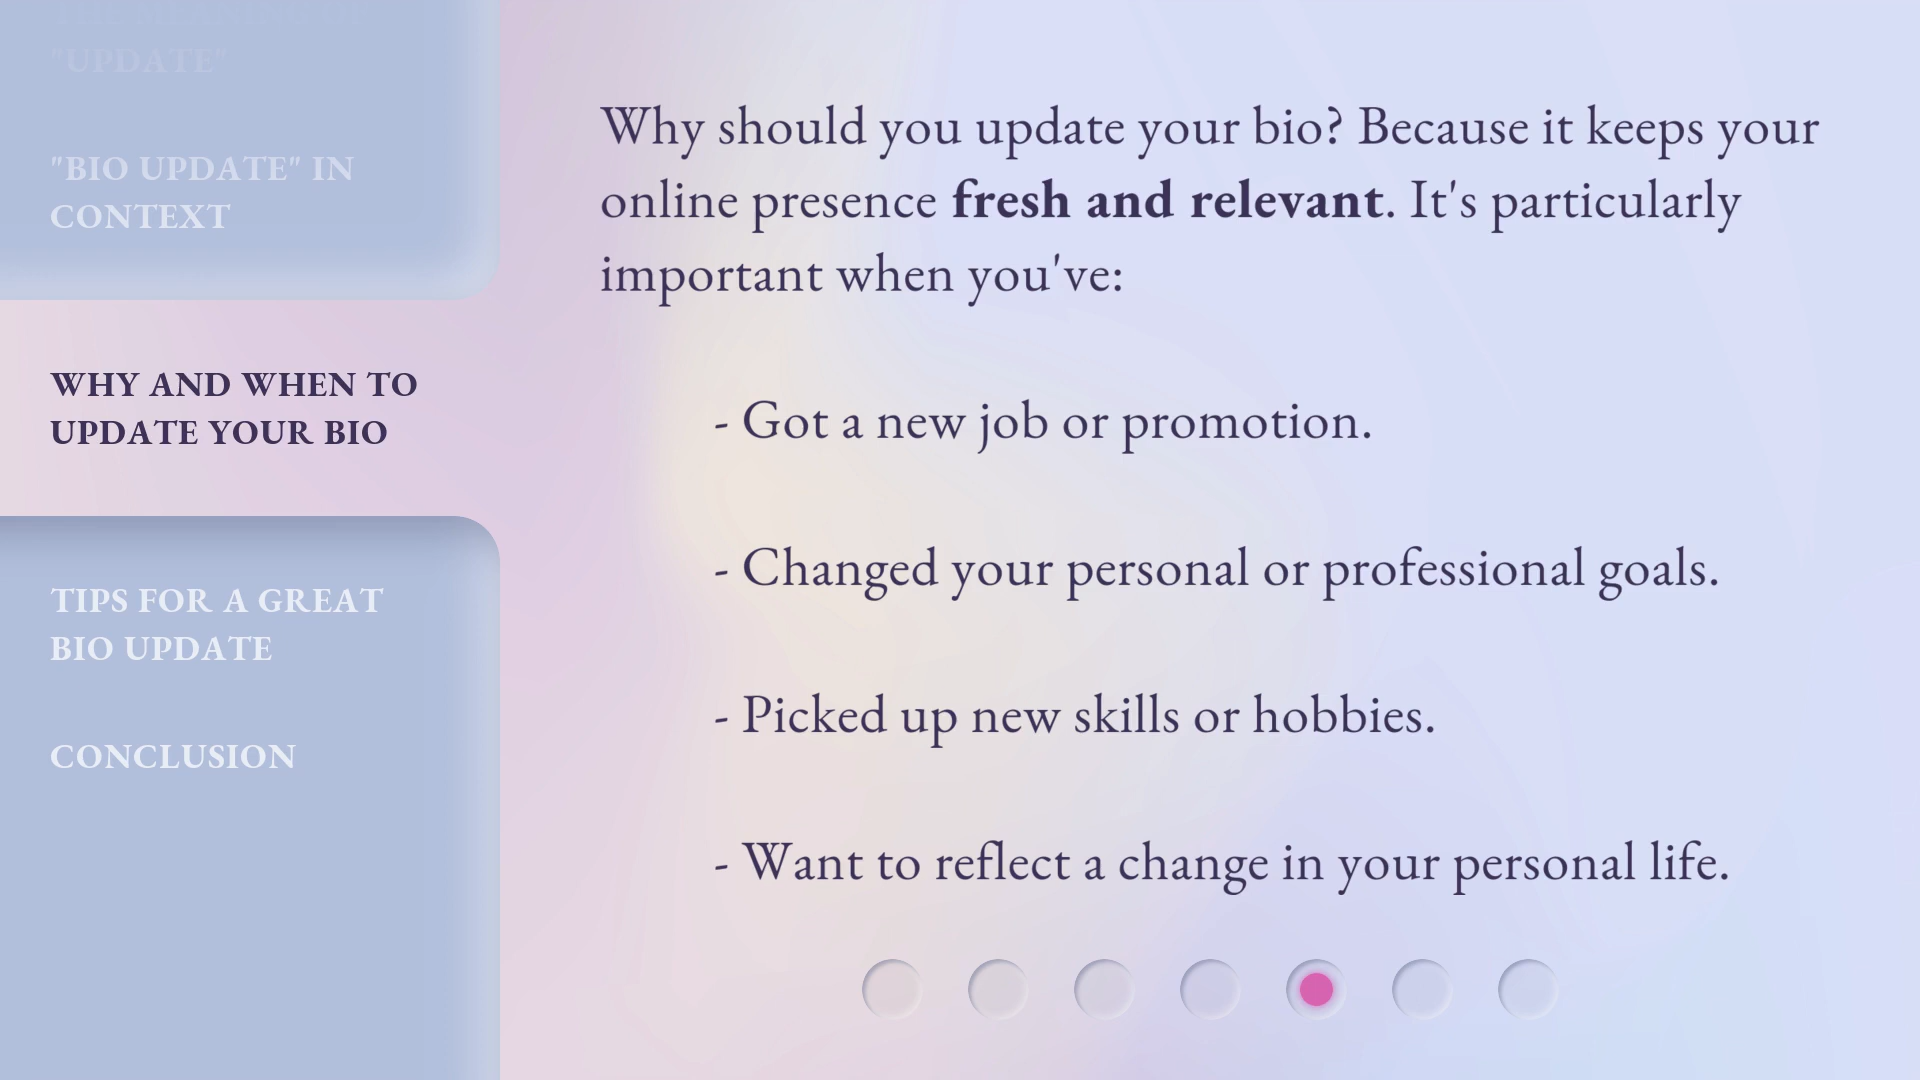 "UPDATE"
"BIO UPDATE" IN
CONTEXT
WHY AND WHEN TO
UPDATE YOUR BIO
TIPS FOR A GREAT
BIO UPDATE
CONCLUSION
Why should you update your bio? Because it keeps your
online presence fresh and relevant. It's particularly
important when you've:
- Got a new job or promotion.
- Changed your personal or professional goals.
- Picked up new skills or hobbies.
- Want to reflect a change in your personal life.